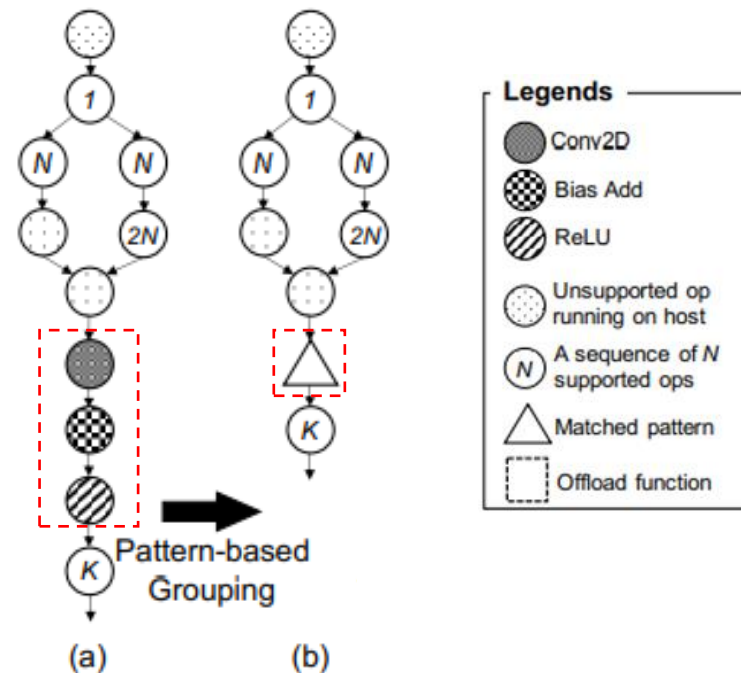 1
N
N
2N
K
(a)
Pattern-based
Grouping
1
N
N
2N
K
(b)
Legends
Conv2D
Bias Add
ReLU
Unsupported op
running on host
N
A sequence of N
supported ops
Matched pattern
Offload function